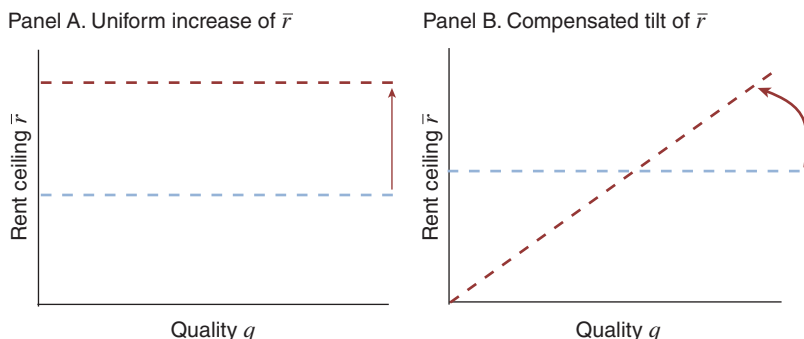 Panel A. Uniform increase of r̅
Panel B. Compensated tilt of r̅
Rent ceiling r̅
Rent ceiling r̅
Quality q
Quality q